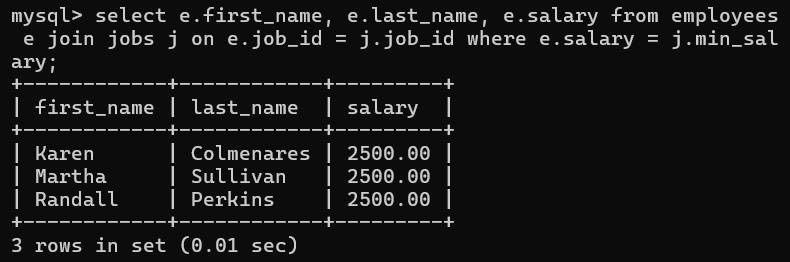 mysql> select e.first_name, e.last_name, e.salary from employees
 e join jobs j on e.job_id = j.job_id where e.salary = j.min_sal
ary;
+------------+------------+---------+
| first_name | last_name  | salary  |
+------------+------------+---------+
| Karen      | Colmenares | 2500.00 |
| Martha     | Sullivan   | 2500.00 |
| Randall    | Perkins    | 2500.00 |
+------------+------------+---------+
3 rows in set (0.01 sec)